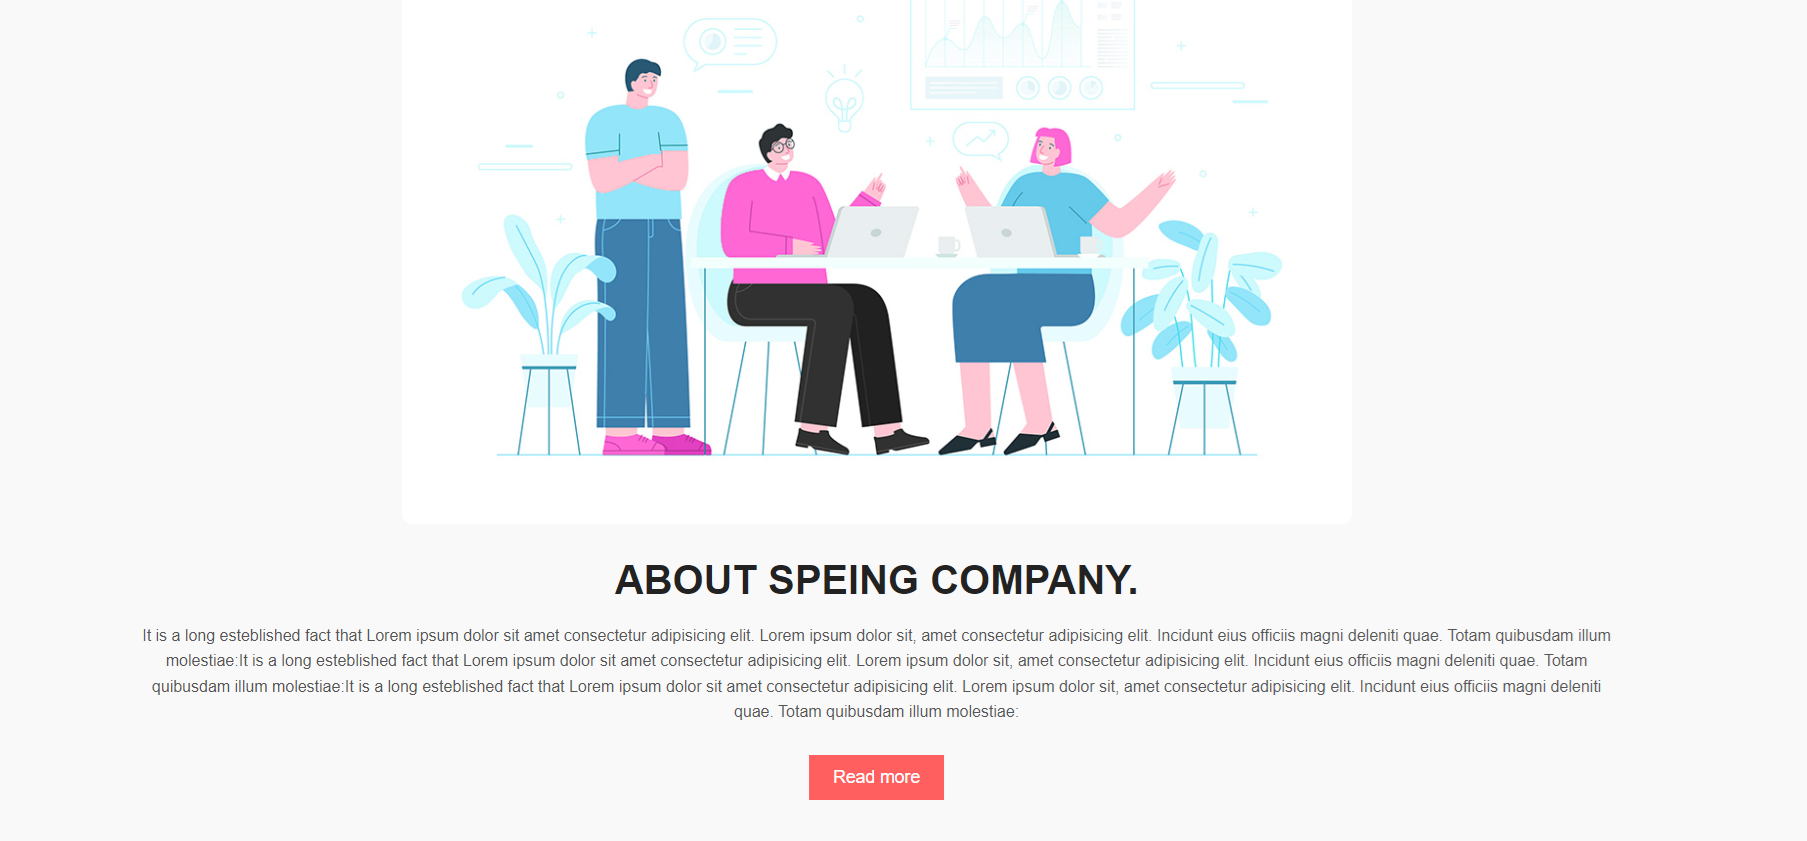 ABOUT SPEING COMPANY.
It is a long esteblished fact that Lorem ipsum dolor sit amet consectetur adipisicing elit. Lorem ipsum dolor sit, amet consectetur adipisicing elit. Incidunt eius officiis magni deleniti quae. Totam quibusdam illum
molestiae:It is a long esteblished fact that Lorem ipsum dolor sit amet consectetur adipisicing elit. Lorem ipsum dolor sit, amet consectetur adipisicing elit. Incidunt eius officiis magni deleniti quae. Totam
quibusdam illum molestiae:It is a long esteblished fact that Lorem ipsum dolor sit amet consectetur adipisicing elit. Lorem ipsum dolor sit, amet consectetur adipisicing elit. Incidunt eius officiis magni deleniti
quae. Totam quibusdam illum molestiae:
Read more